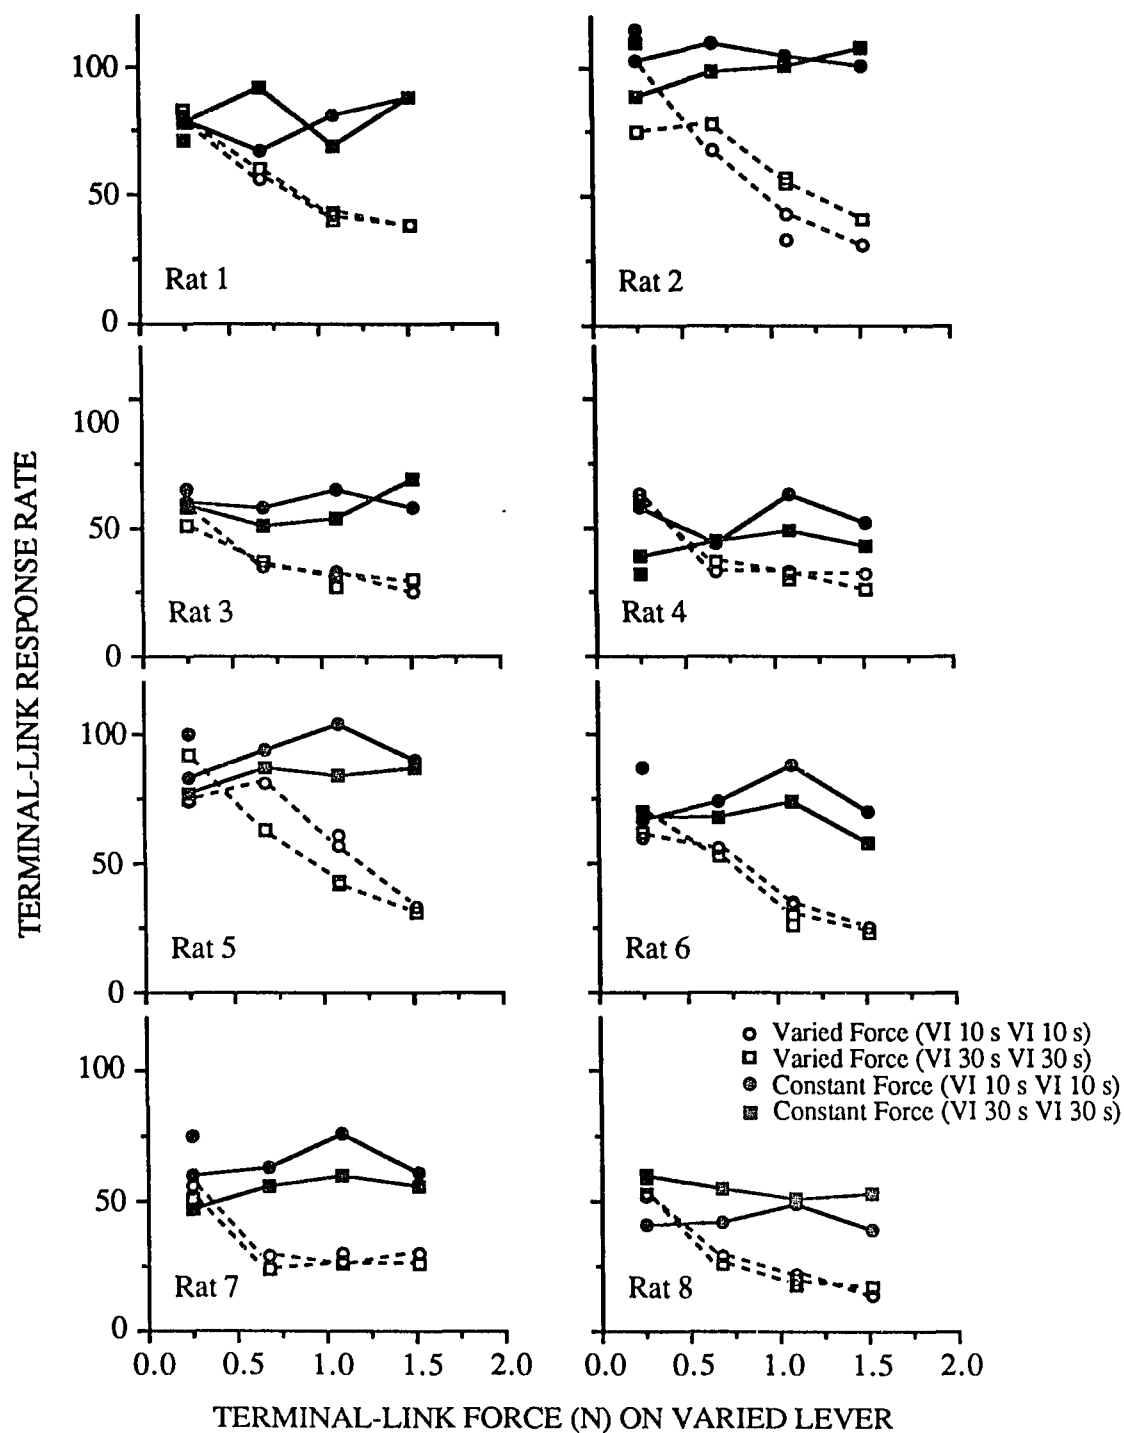 100
50
0
Rat 1
Rat 2
100
50
0
Rat 3
Rat 4
TERMINAL-LINK RESPONSE RATE
100
50
0
Rat 5
Rat 6
Varied Force (VI 10 s VI 10 s)
Varied Force (VI 30 s VI 30 s)
Constant Force (VI 10 s VI 10 s)
Constant Force (VI 30 s VI 30 s)
100
50
0
Rat 7
Rat 8
0.0 0.5 1.0 1.5 2.0
0.0 0.5 1.0 1.5 2.0
TERMINAL-LINK FORCE (N) ON VARIED LEVER